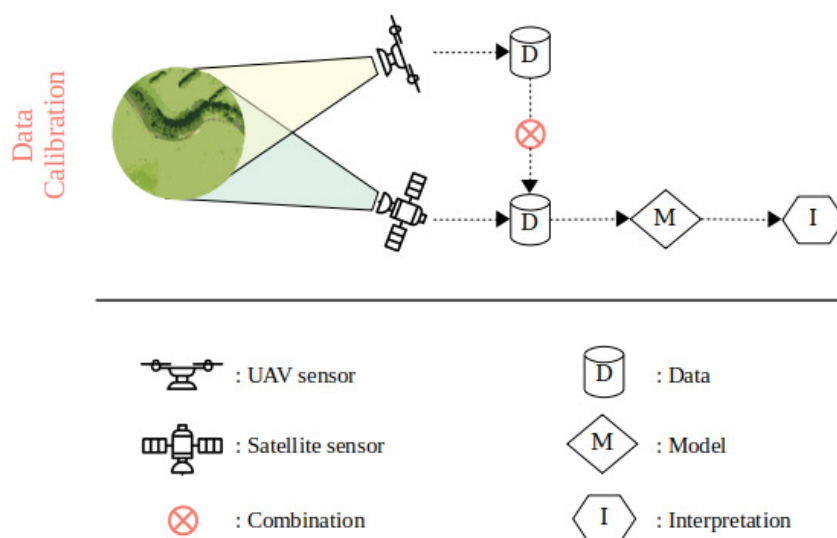 Data
Calibration
D
D
M
I
: UAV sensor
D
: Data
: Satellite sensor
M
: Model
: Combination
I
: Interpretation